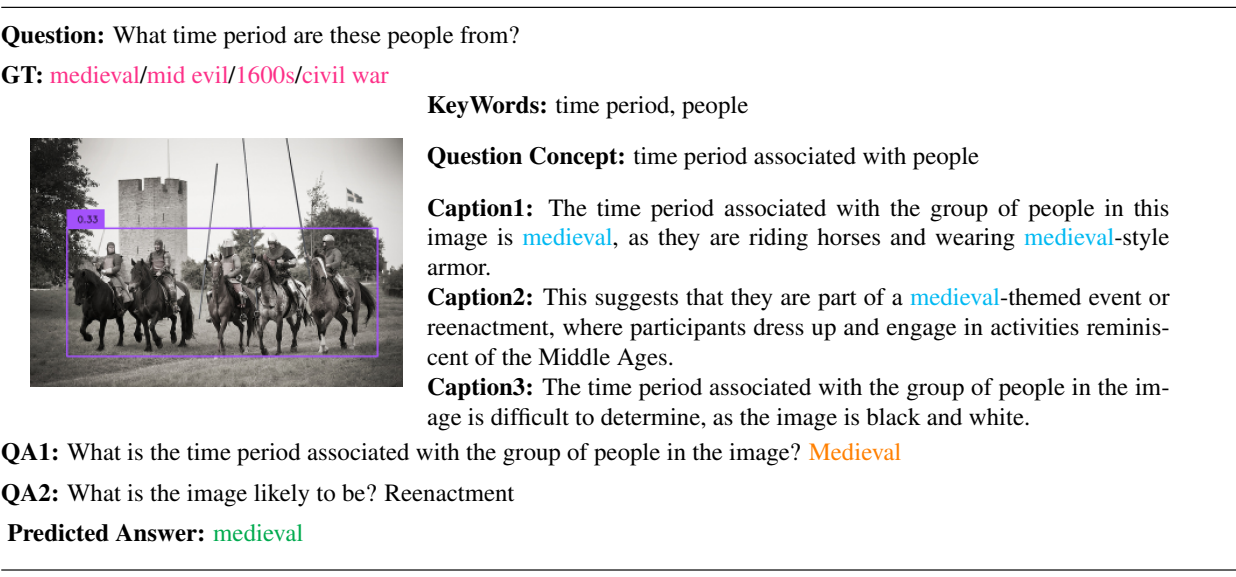 Question: What time period are these people from?
GT: medieval/mid evil/1600s/civil war
KeyWords: time period, people
Question Concept: time period associated with people
0.33
Caption1: The time period associated with the group of people in this
image is medieval, as they are riding horses and wearing medieval-style
armor.
Caption2: This suggests that they are part of a medieval-themed event or
reenactment, where participants dress up and engage in activities reminis-
cent of the Middle Ages.
Caption3: The time period associated with the group of people in the im-
age is difficult to determine, as the image is black and white.
QA1: What is the time period associated with the group of people in the image? Medieval
QA2: What is the image likely to be? Reenactment
Predicted Answer: medieval